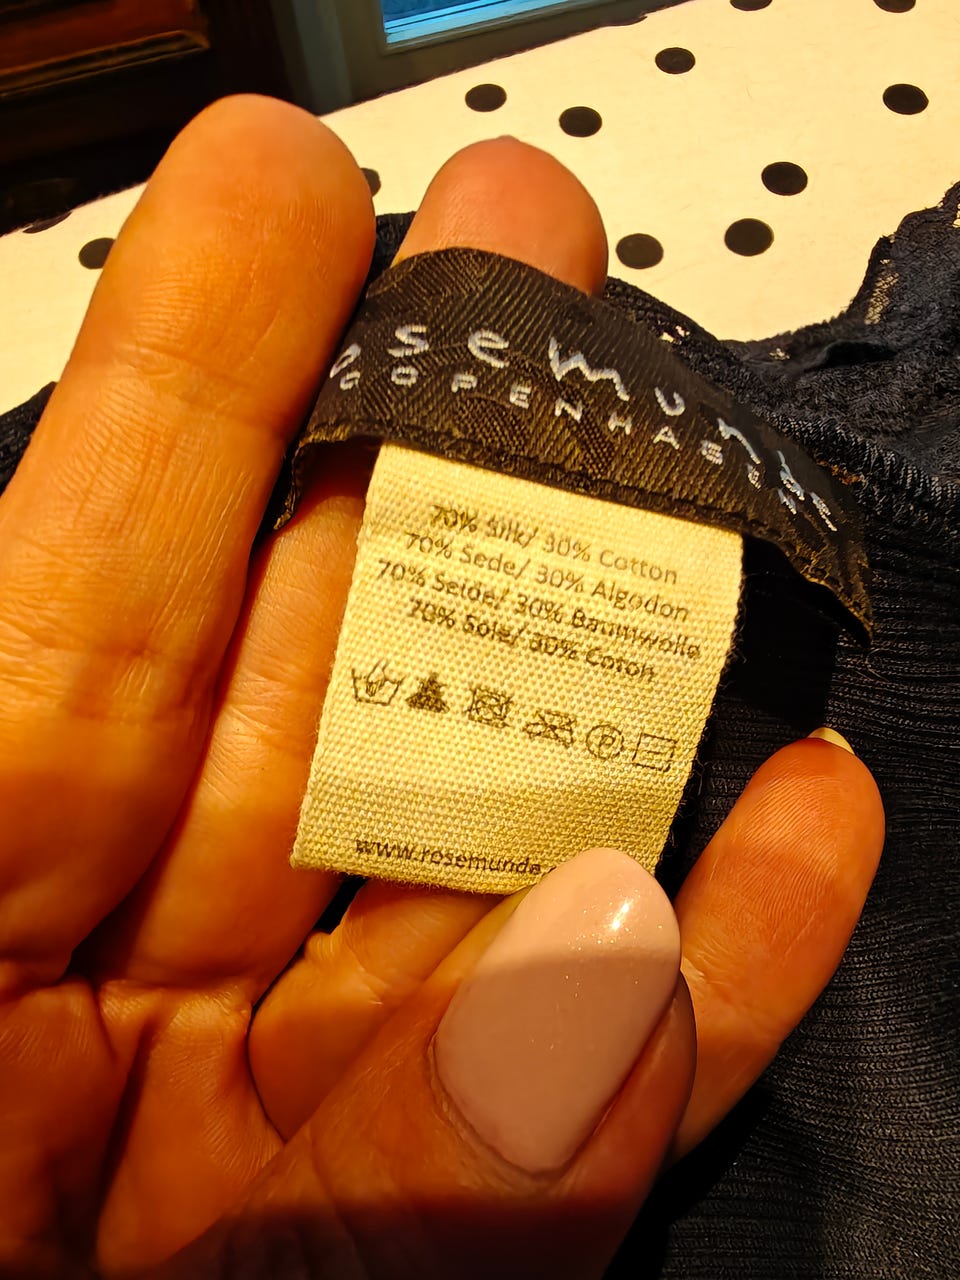 osemunde
COPENHAGEN
70% Silk/ 30% Cotton
70% Sede/ 30% Algodon
70% Seide/ 30% Baumwolle
70% Soie/ 30% Coton
www.rosemunde